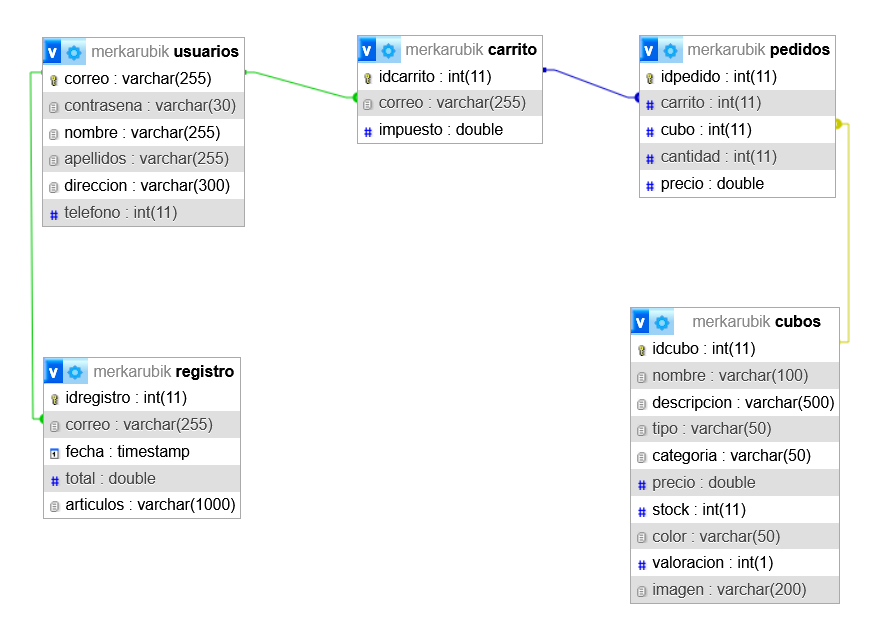 merkarubik usuarios
correo : varchar(255)
contrasena : varchar(30)
nombre : varchar(255)
apellidos : varchar(255)
direccion : varchar(300)
# telefono : int(11)
merkarubik carrito
idcarrito : int(11)
correo : varchar(255)
# impuesto : double
merkarubik pedidos
idpedido : int(11)
# carrito : int(11)
# cubo : int(11)
# cantidad : int(11)
# precio : double
merkarubik registro
idregistro : int(11)
correo : varchar(255)
fecha : timestamp
# total : double
articulos : varchar(1000)
merkarubik cubos
idcubo : int(11)
nombre : varchar(100)
descripcion : varchar(500)
tipo : varchar(50)
categoria : varchar(50)
# precio : double
# stock : int(11)
color : varchar(50)
# valoracion : int(1)
imagen : varchar(200)